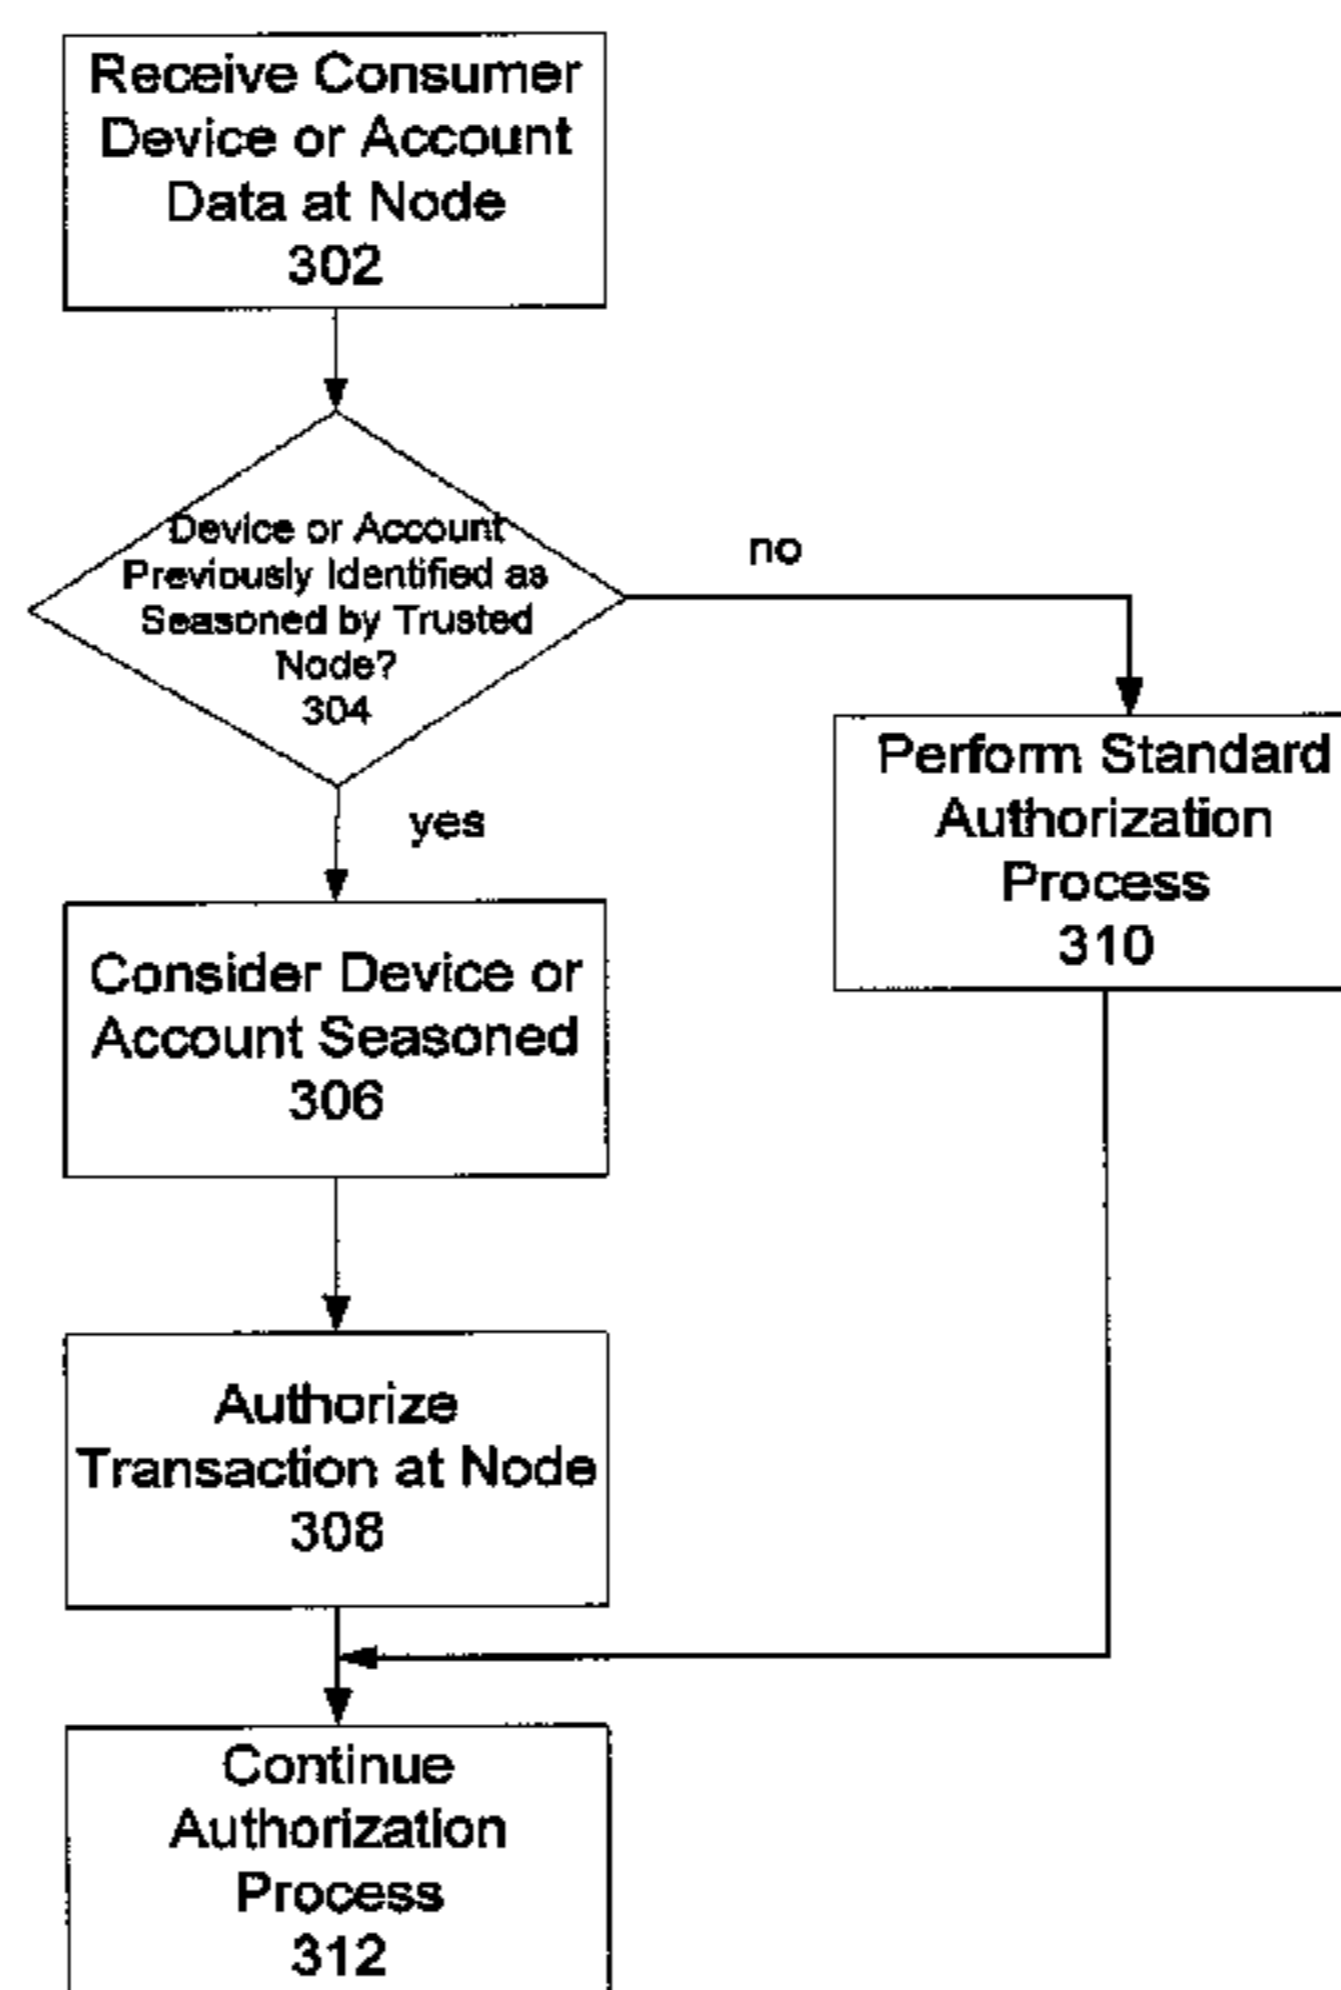 Receive Consumer
Device or Account
Data at Node
302
Device or Account
Previously Identified as
Seasoned by Trusted
Node?
304
no
yes
Perform Standard
Authorization
Process
310
Consider Device or
Account Seasoned
306
Authorize
Transaction at Node
308
Continue
Authorization
Process
312